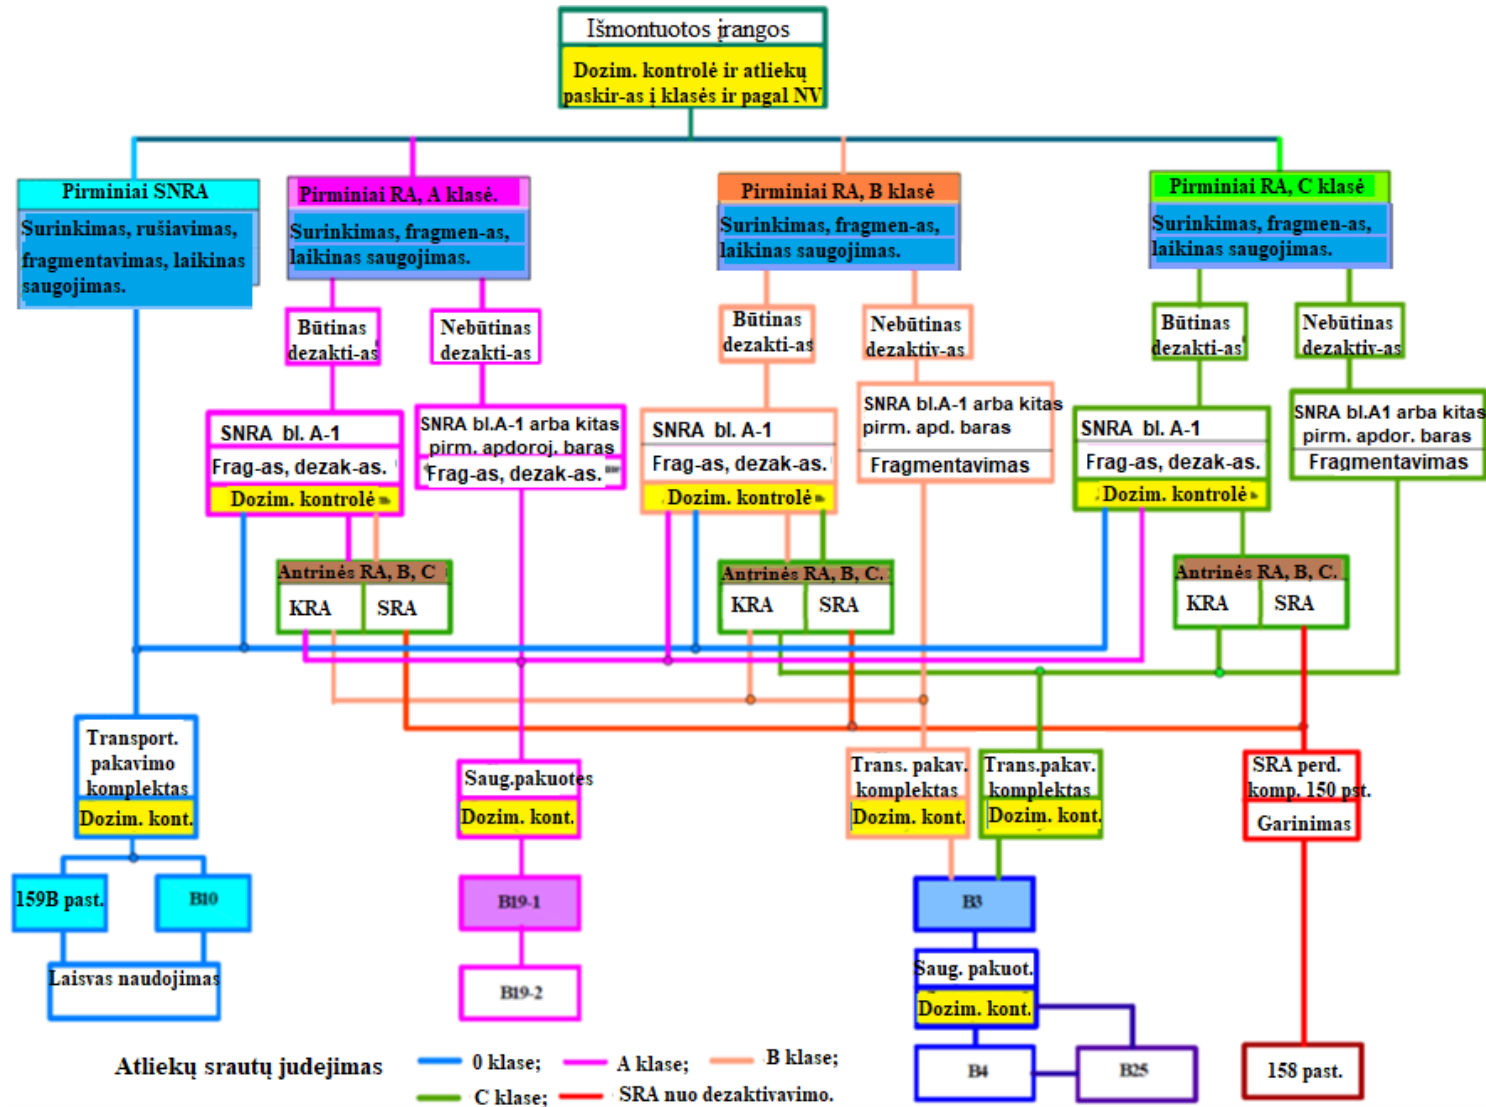 Išmontuotos įrangos
Dozim. kontrolė ir atliekų
paskir-as į klasės ir pagal NV
Pirminiai SNRA
Surinkimas, rušiavimas,
fragmentavimas, laikinas
saugojimas.
Pirminiai RA, A klasė.
Surinkimas, fragmen-as,
laikinas saugojimas.
Pirminiai RA, B klasė
Surinkimas, fragmen-as,
laikinas saugojimas.
Pirminiai RA, C klasė
Surinkimas, fragmen-as,
laikinas saugojimas.
Būtinas
dezakti-as
Nebūtinas
dezakti-as
Būtinas
dezakti-as
Nebūtinas
dezaktiv-as
Būtinas
dezakti-as
Nebūtinas
dezaktiv-as
SNRA bl. A-1
Frag-as, dezak-as.
Dozim. kontrolė
SNRA bl.A-1 arba kitas
pirm. apdoroj. baras
Frag-as, dezak-as.
SNRA bl. A-1
Frag-as, dezak-as.
Dozim. kontrolė
SNRA bl.A-1 arba kitas
pirm. apd. baras
Fragmentavimas
SNRA bl. A-1
Frag-as, dezak-as.
Dozim. kontrolė
SNRA bl.A1 arba kitas
pirm. apdor. baras
Fragmentavimas
Antrinės RA, B, C
KRA SRA
Antrinės RA, B, C.
KRA SRA
Antrinės RA, B, C.
KRA SRA
Transport.
pakavimo
komplektas
Dozim. kont.
Saug.pakuotes
Dozim. kont.
Trans. pakav.
komplektas
Dozim. kont.
Trans.pakav.
komplektas
Dozim. kont.
SRA perd.
komp. 150 pst.
Garinimas
159B past.
B10
B19-1
B3
Laisvas naudojimas
B19-2
Saug. pakuot.
Dozim. kont.
B4
B25
158 past.
Atliekų srautų judejimas
0 klase;
A klase;
B klase;
C klase;
SRA nuo dezaktivavimo.